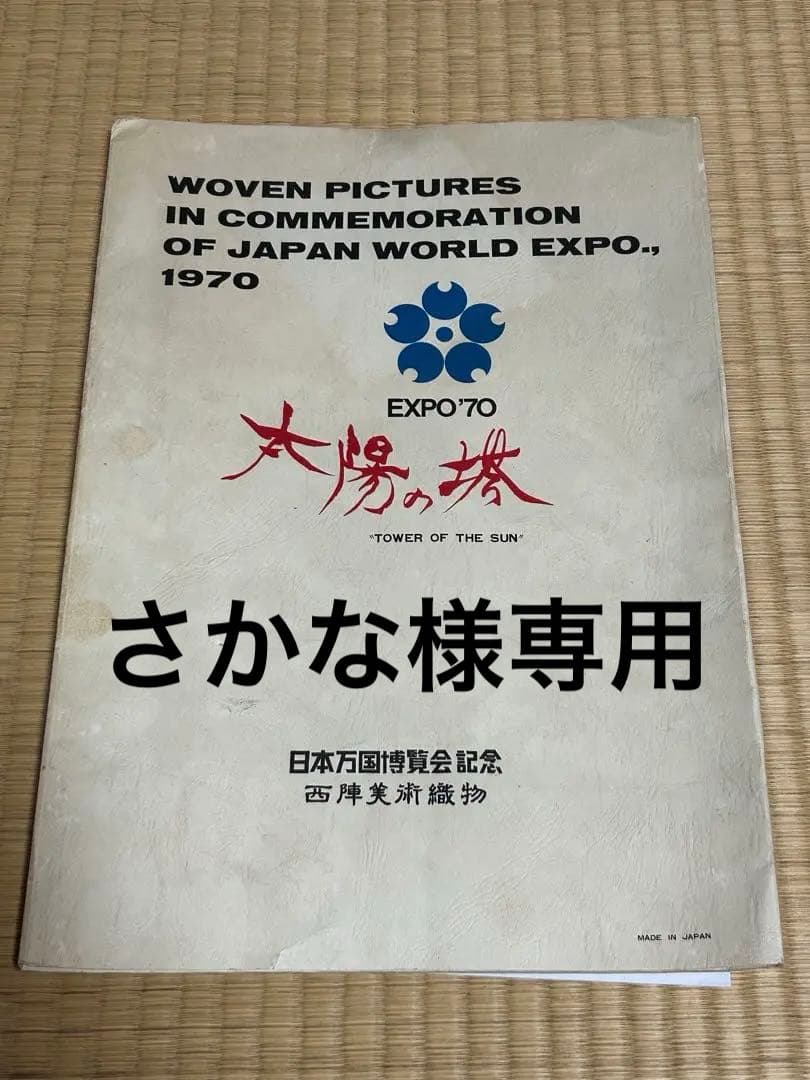 WOVEN PICTURES
IN COMMEMORATION
OF JAPAN WORLD EXPO.,
1970
EXPO'70
太陽の塔
"TOWER OF THE SUN"
さかな様専用
日本万国博覧会記念
西陣美術織物
MADE IN JAPAN